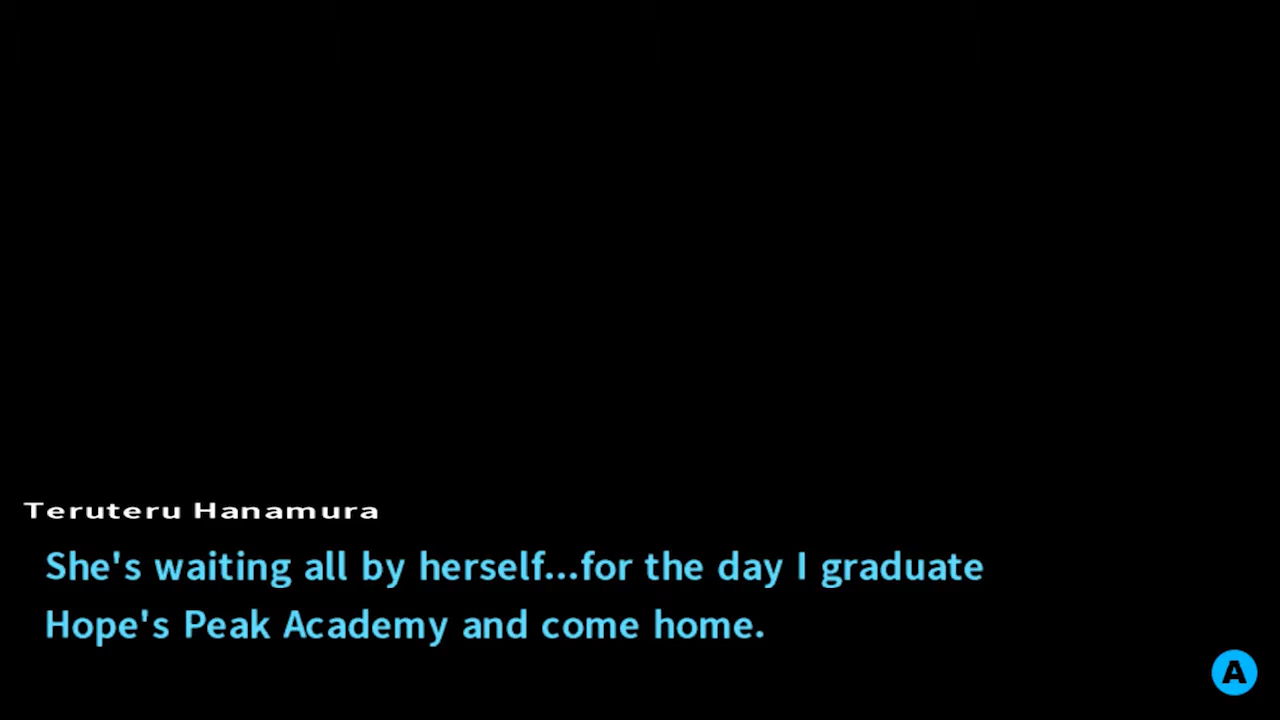 Teruteru Hanamura
She's waiting all by herself...for the day I graduate
Hope's Peak Academy and come home.
A